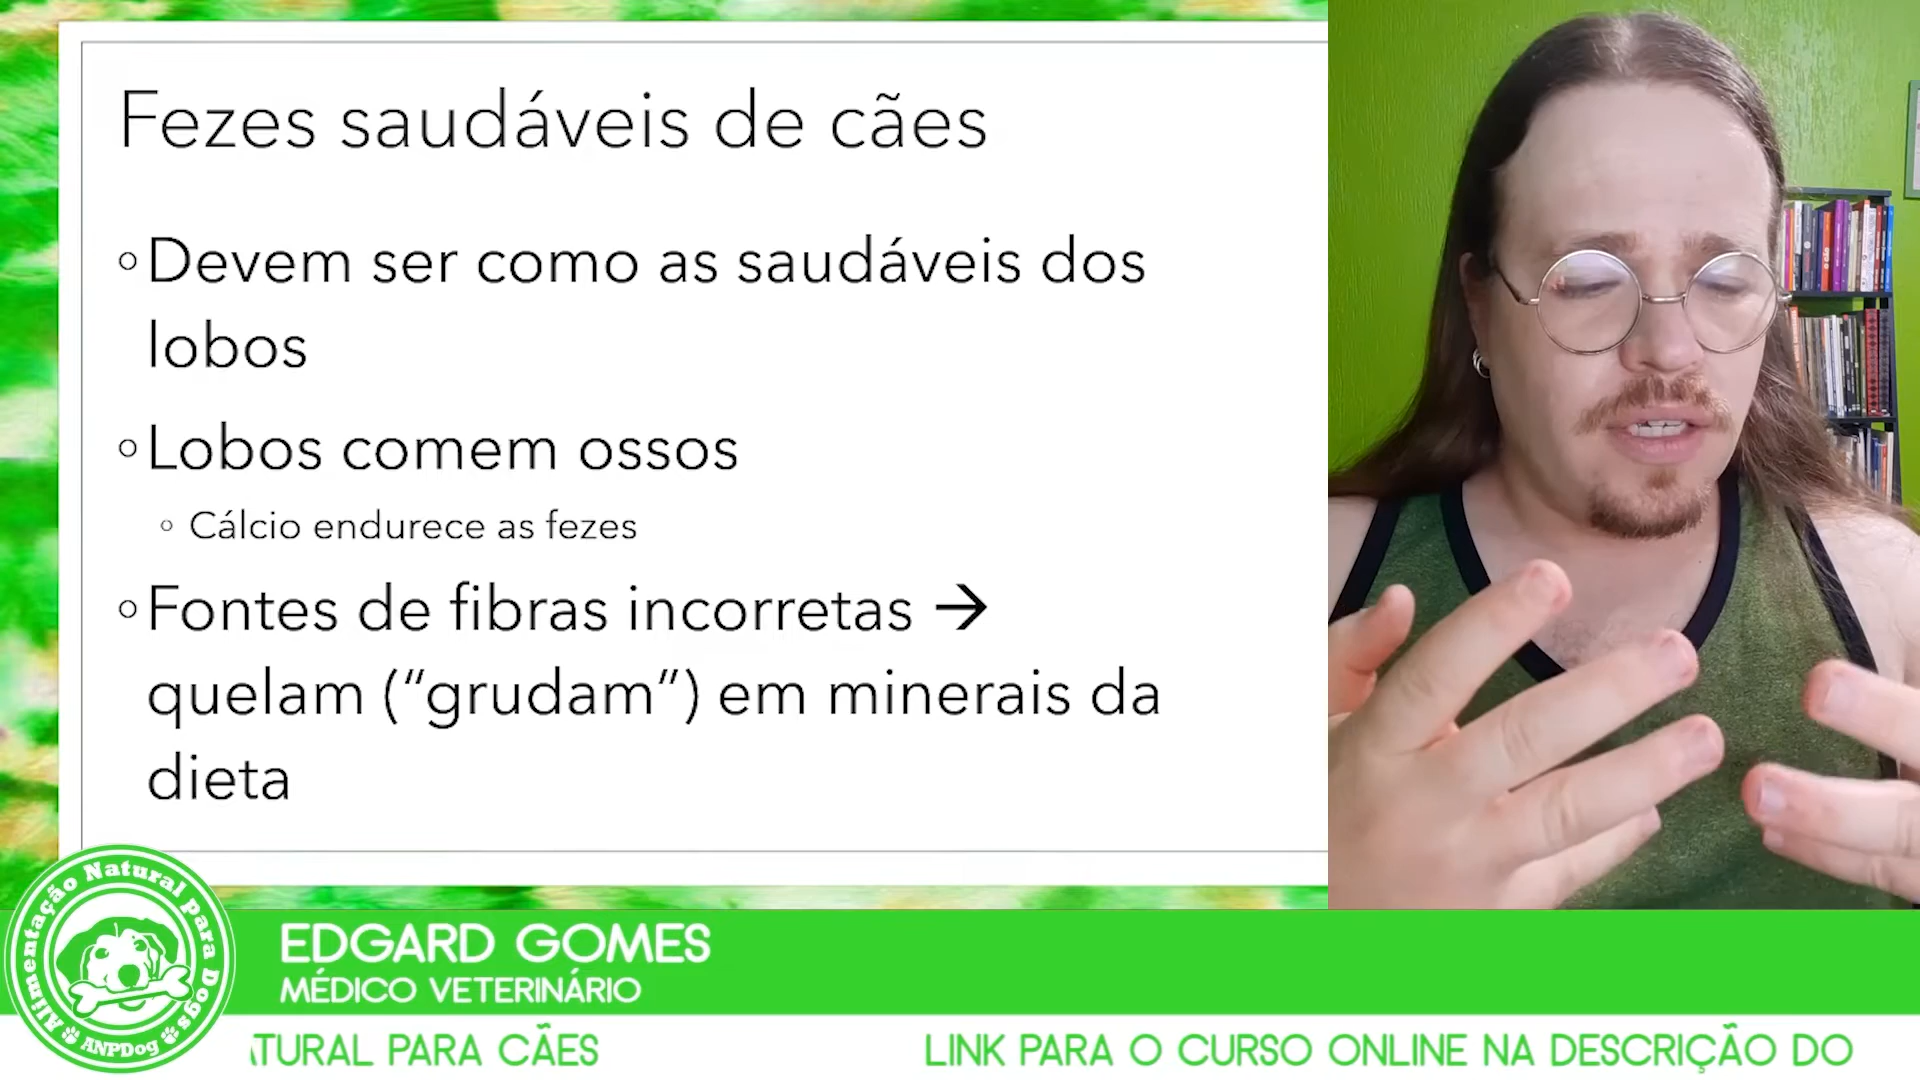 Fezes saudáveis de cães
Devem ser como as saudáveis dos
lobos
Lobos comem ossos
Cálcio endurece as fezes
Fontes de fibras incorretas →
quelam (“grudam”) em minerais da
dieta
Alimentação Natural Para Dogs
ANPDog
EDGARD GOMES
MÉDICO VETERINÁRIO
TURAL PARA CÃES
LINK PARA O CURSO ONLINE NA DESCRIÇÃO DO